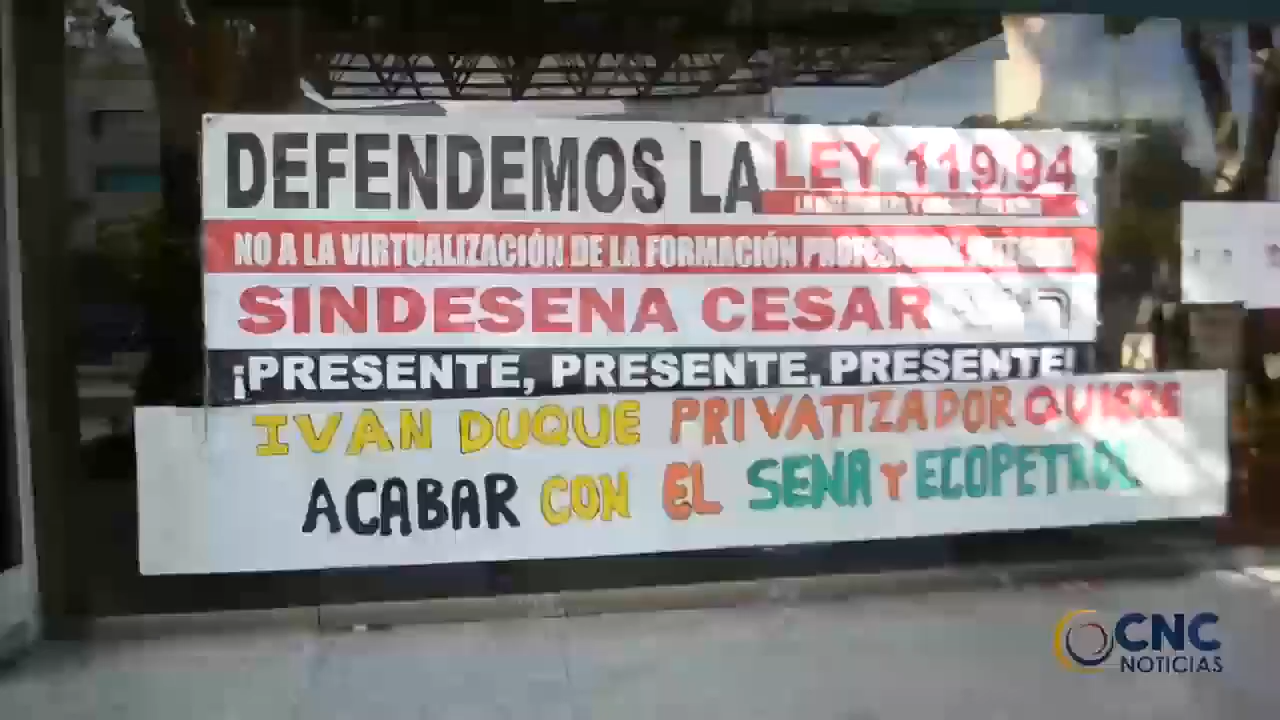 DEFENDEMOS LA LEY 119/94
NO A LA VIRTUALIZACIÓN DE LA FORMACIÓN
SINDESENA CESAR
¡PRESENTE, PRESENTE, PRESENTE!
IVAN DUQUE PRIVATIZADOR QUIERE
ACABAR CON EL SENA Y ECOPETROL
CNC
NOTICIAS